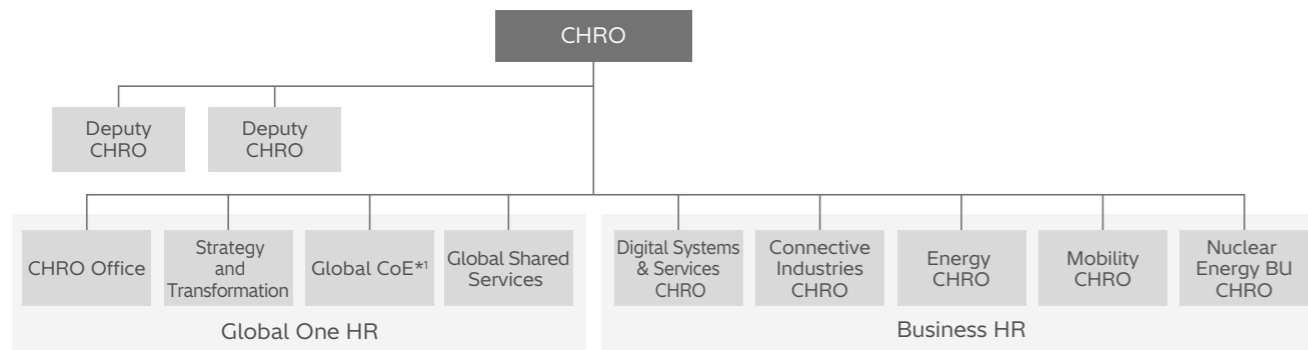 CHRO
Deputy
CHRO
Deputy
CHRO
CHRO Office
Strategy
and
Transformation
Global CoE*1
Global Shared
Services
Global One HR
Digital Systems
& Services
CHRO
Connective
Industries
CHRO
Energy
CHRO
Mobility
CHRO
Nuclear
Energy BU
CHRO
Business HR